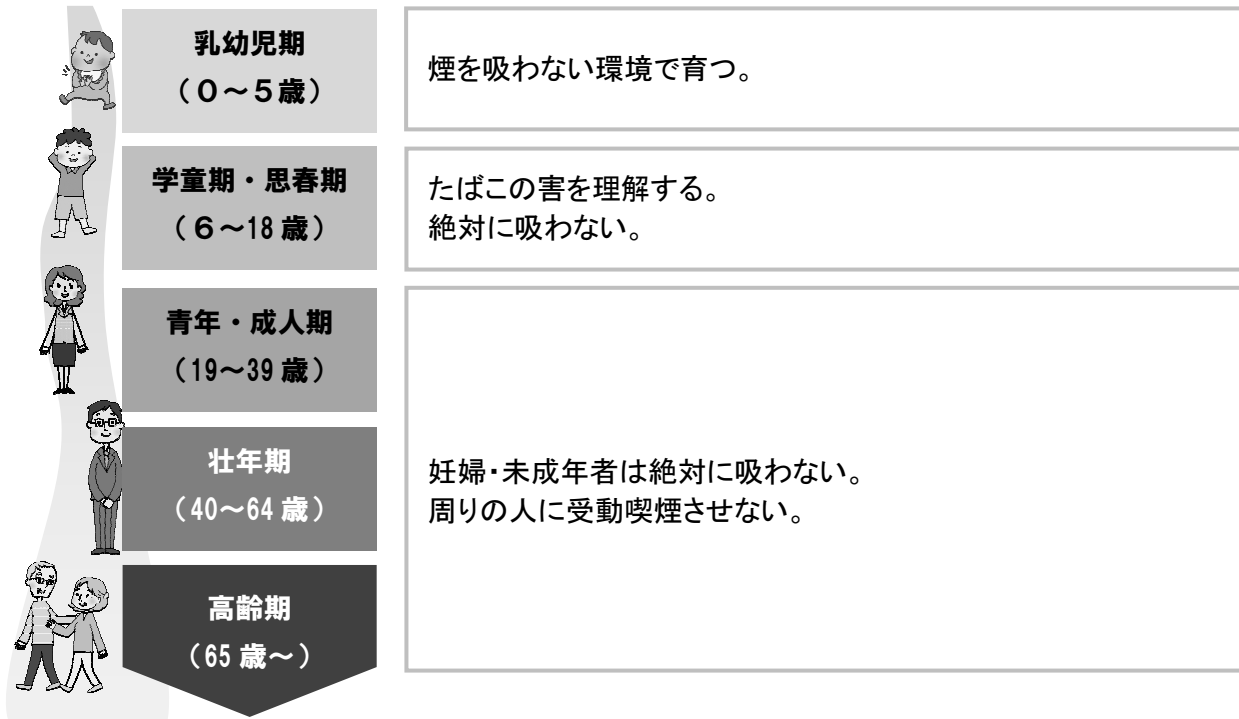 乳幼児期
（０～５歳）
煙を吸わない環境で育つ。
学童期・思春期
（６～18歳）
たばこの害を理解する。
絶対に吸わない。
青年・成人期
（19～39歳）
壮年期
（40～64歳）
妊婦・未成年者は絶対に吸わない。
周りの人に受動喫煙させない。
高齢期
（65歳～）